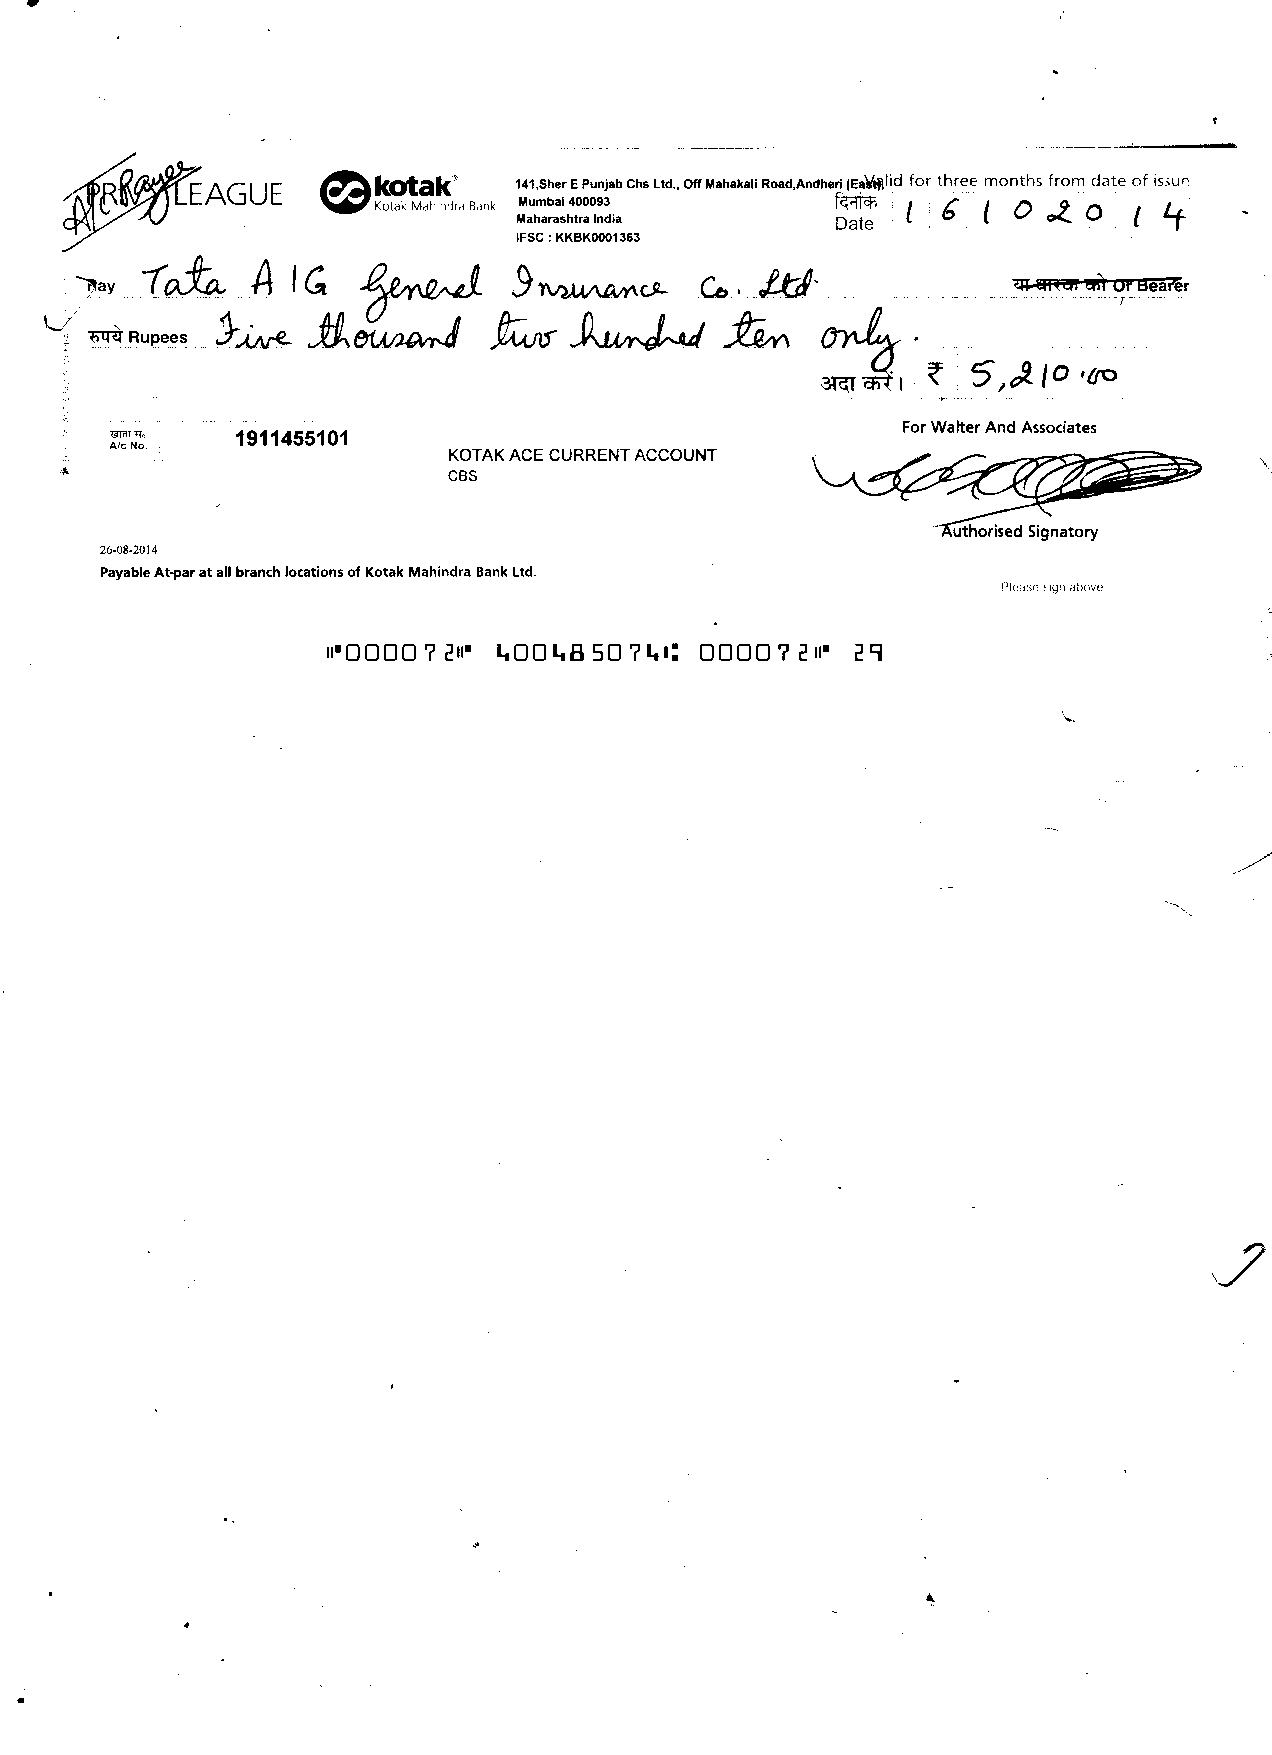 A/C Payee
LEAGUE
kotak
Kotak Mahindra Bank
141,Sher E Punjab Chs Ltd., Off Mahakali Road,Andheri (East),
Mumbai 400093
Maharashtra India
IFSC : KKBK0001363
Valid for three months from date of issue
दिनांक
Date 1 6 1 0 2 0 1 4
Pay Tata AIG General Insurance Co. Ltd. या धारक को Or Bearer
रुपये Rupees Five thousand two hundred ten only.
अदा करें। ₹ 5,210.00
खाता सं.
A/c No. 1911455101
KOTAK ACE CURRENT ACCOUNT
CBS
For Walter And Associates
Authorised Signatory
26-08-2014
Payable At-par at all branch locations of Kotak Mahindra Bank Ltd.
Please sign above
⑈000072⑈ 400485074⑆ 000072⑈ 29